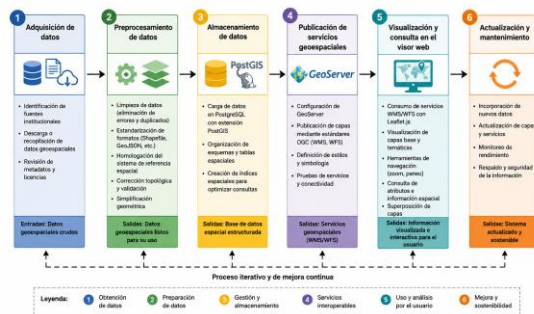 1
Adquisición de
datos
Identificación de
fuentes
institucionales
Descarga o
recopilación de
datos geoespaciales
Revisión de
metadatos y
licencias
Entradas: Datos
geoespaciales crudos
2
Preprocesamiento
de datos
Limpieza de datos
(eliminación de
errores y duplicados)
Estandarización de
formatos (Shapefile,
GeoJSON, etc.)
Homologación del
sistema de referencia
espacial
Corrección topológica
y validación
Simplificación
geométrica
Salidas: Datos
geoespaciales listos para
su uso
3
Almacenamiento
de datos
PostGIS
Carga de datos
en PostgreSQL
con extensión
PostGIS
Organización de
esquemas y tablas
espaciales
Creación de índices
espaciales para
optimizar consultas
Salidas: Base de datos
espacial estructurada
4
Publicación de
servicios
geoespaciales
GeoServer
Configuración de
GeoServer
Publicación de capas
mediante estándares
OGC (WMS, WFS)
Definición de estilos
y simbología
Pruebas de servicios
y conectividad
Salidas: Servicios
geoespaciales
(WMS/WFS)
5
Visualización y
consulta en el
visor web
Consumo de servicios
WMS/WFS con
Leaflet.js
Visualización de
capas base y
temáticas
Herramientas de
navegación
(zoom, paneo)
Consulta de
atributos e información
espacial
Superposición de
capas
Salidas: Información
visualizada e
interactiva para el
usuario
6
Actualización y
mantenimiento
Incorporación de
nuevos datos
Actualización de capas
y servicios
Monitoreo de
rendimiento
Respaldo y seguridad
de la información
Salidas: Sistema
actualizado y
sostenible
Proceso iterativo y de mejora continua
Leyenda:
1 Obtención
de datos
2 Preparación
de datos
3 Gestión y
almacenamiento
4 Servicios
interoperables
5 Uso y análisis
por el usuario
6 Mejora y
sostenibilidad